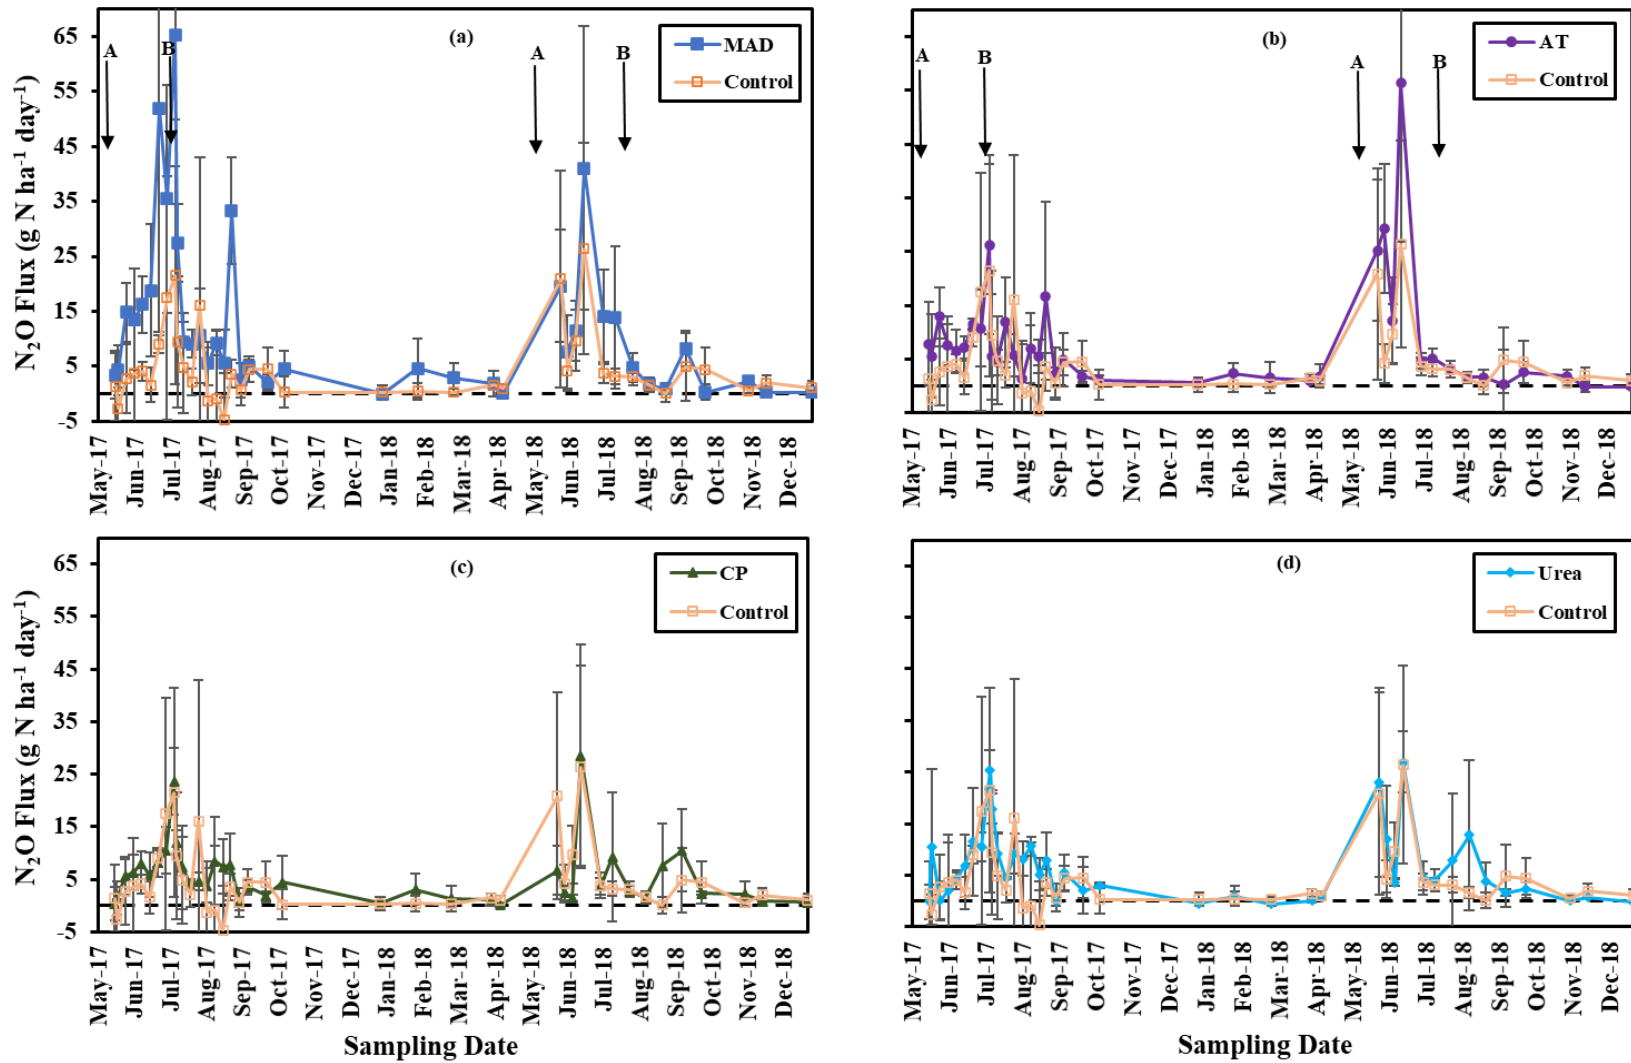 (a)
MAD
Control
A
B
A
B
N₂O Flux (g N ha⁻¹ day⁻¹)
65
55
45
35
25
15
5
-5
May-17
Jun-17
Jul-17
Aug-17
Sep-17
Oct-17
Nov-17
Dec-17
Jan-18
Feb-18
Mar-18
Apr-18
May-18
Jun-18
Jul-18
Aug-18
Sep-18
Oct-18
Nov-18
Dec-18
(b)
AT
Control
A
B
A
B
May-17
Jun-17
Jul-17
Aug-17
Sep-17
Oct-17
Nov-17
Dec-17
Jan-18
Feb-18
Mar-18
Apr-18
May-18
Jun-18
Jul-18
Aug-18
Sep-18
Oct-18
Nov-18
Dec-18
(c)
CP
Control
N₂O Flux (g N ha⁻¹ day⁻¹)
65
55
45
35
25
15
5
-5
May-17
Jun-17
Jul-17
Aug-17
Sep-17
Oct-17
Nov-17
Dec-17
Jan-18
Feb-18
Mar-18
Apr-18
May-18
Jun-18
Jul-18
Aug-18
Sep-18
Oct-18
Nov-18
Dec-18
Sampling Date
(d)
Urea
Control
May-17
Jun-17
Jul-17
Aug-17
Sep-17
Oct-17
Nov-17
Dec-17
Jan-18
Feb-18
Mar-18
Apr-18
May-18
Jun-18
Jul-18
Aug-18
Sep-18
Oct-18
Nov-18
Dec-18
Sampling Date